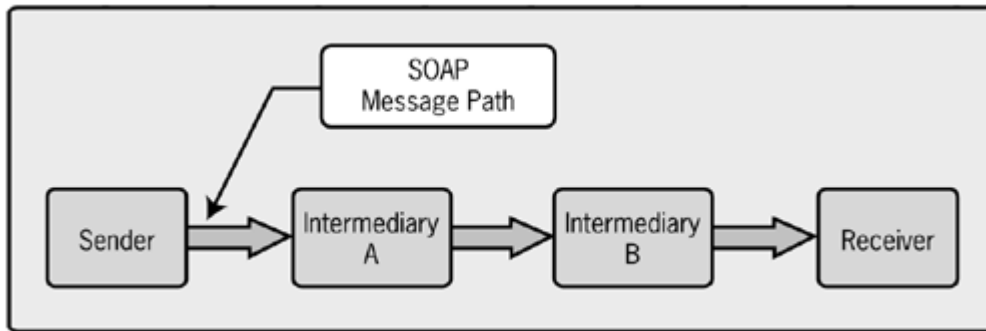 SOAP
Message Path
Sender
Intermediary
A
Intermediary
B
Receiver